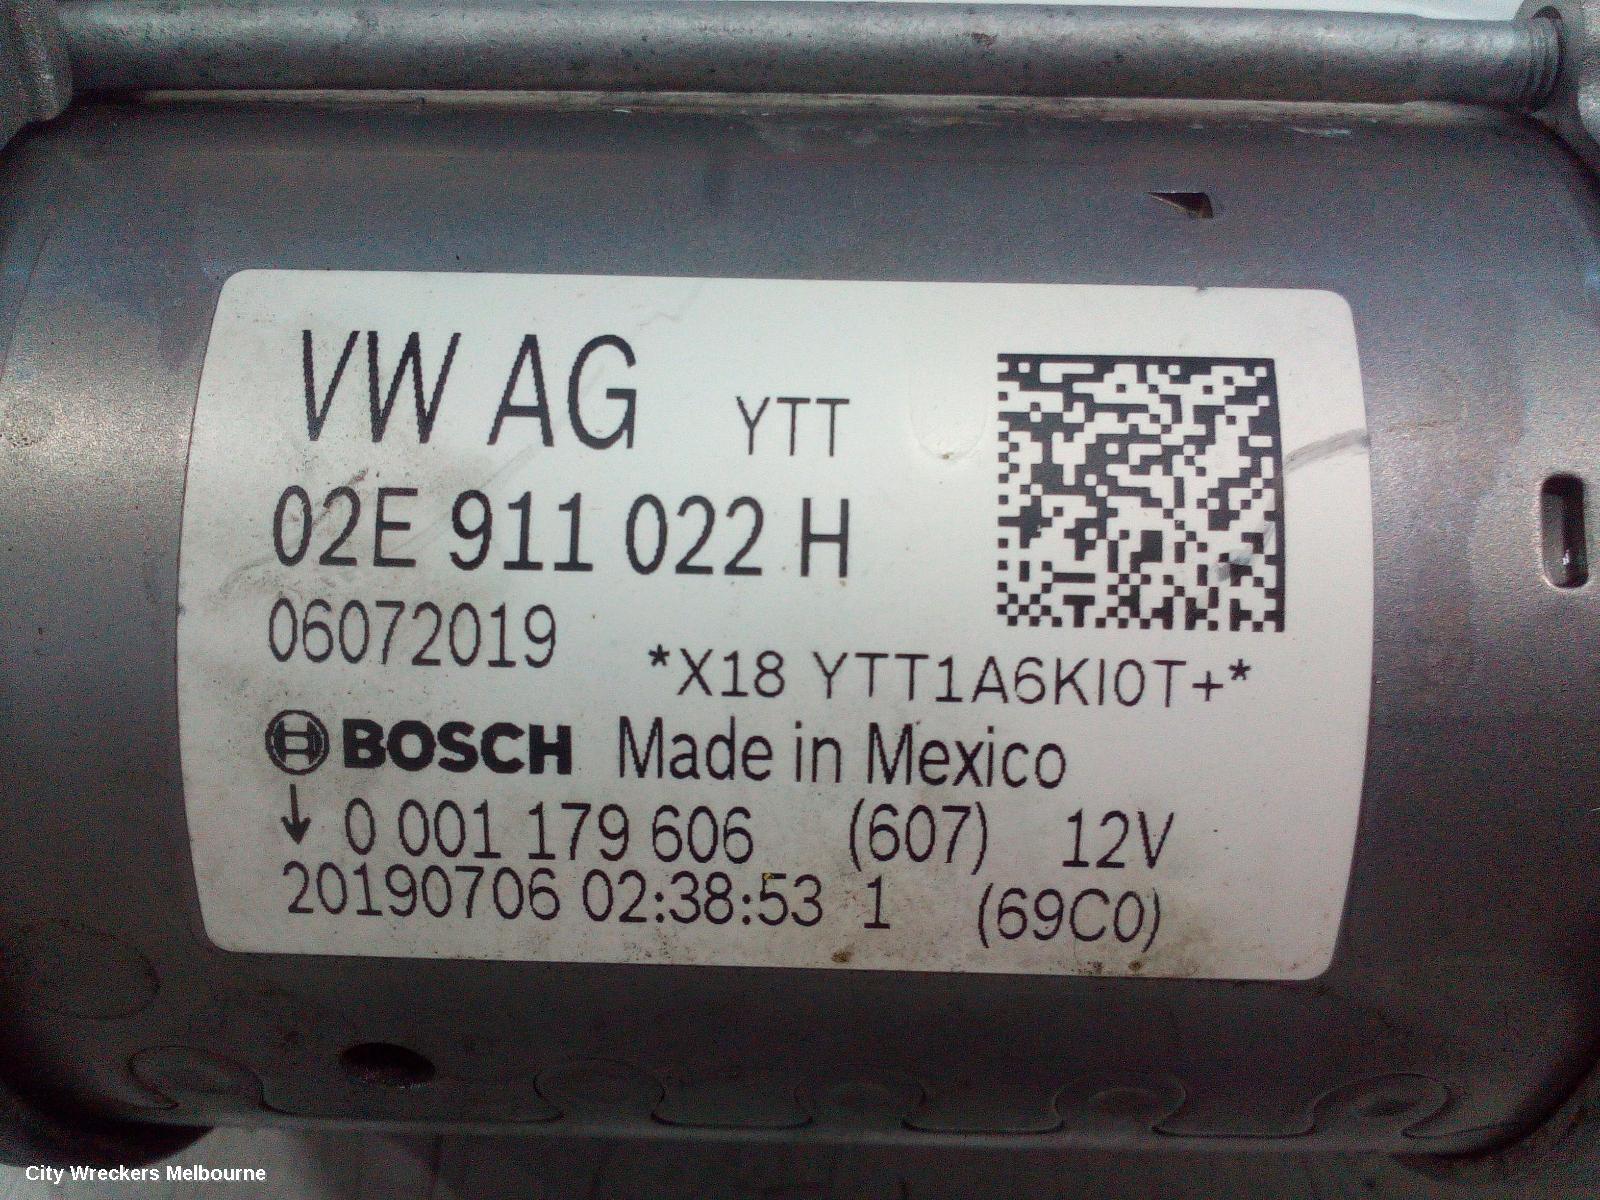 VW AG YTT
02E 911 022 H
06072019
*X18 YTT1A6KI0T+*
BOSCH Made in Mexico
↓ 0 001 179 606 (607) 12V
20190706 02:38:53 1 (69C0)
City Wreckers Melbourne